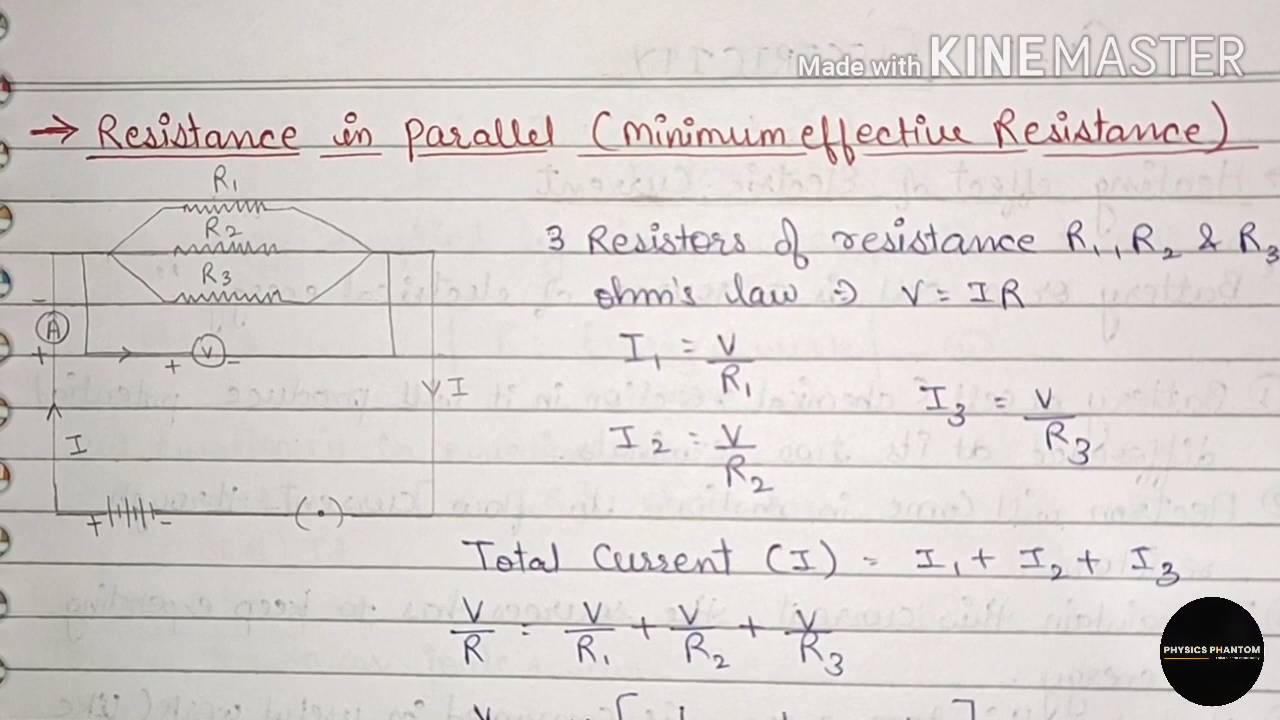 Made with KINEMASTER
→ Resistance in parallel (minimum effective Resistance)
R₁
R₂
R₃
A
- +
+ V -
I
I
+ -
(•)
3 Resistors of resistance R₁, R₂ & R₃
ohm's law ⇒ V = IR
I₁ = V/R₁
I₃ = V/R₃
I₂ = V/R₂
Total Current (I) = I₁ + I₂ + I₃
V/R = V/R₁ + V/R₂ + V/R₃
PHYSICS PHANTOM